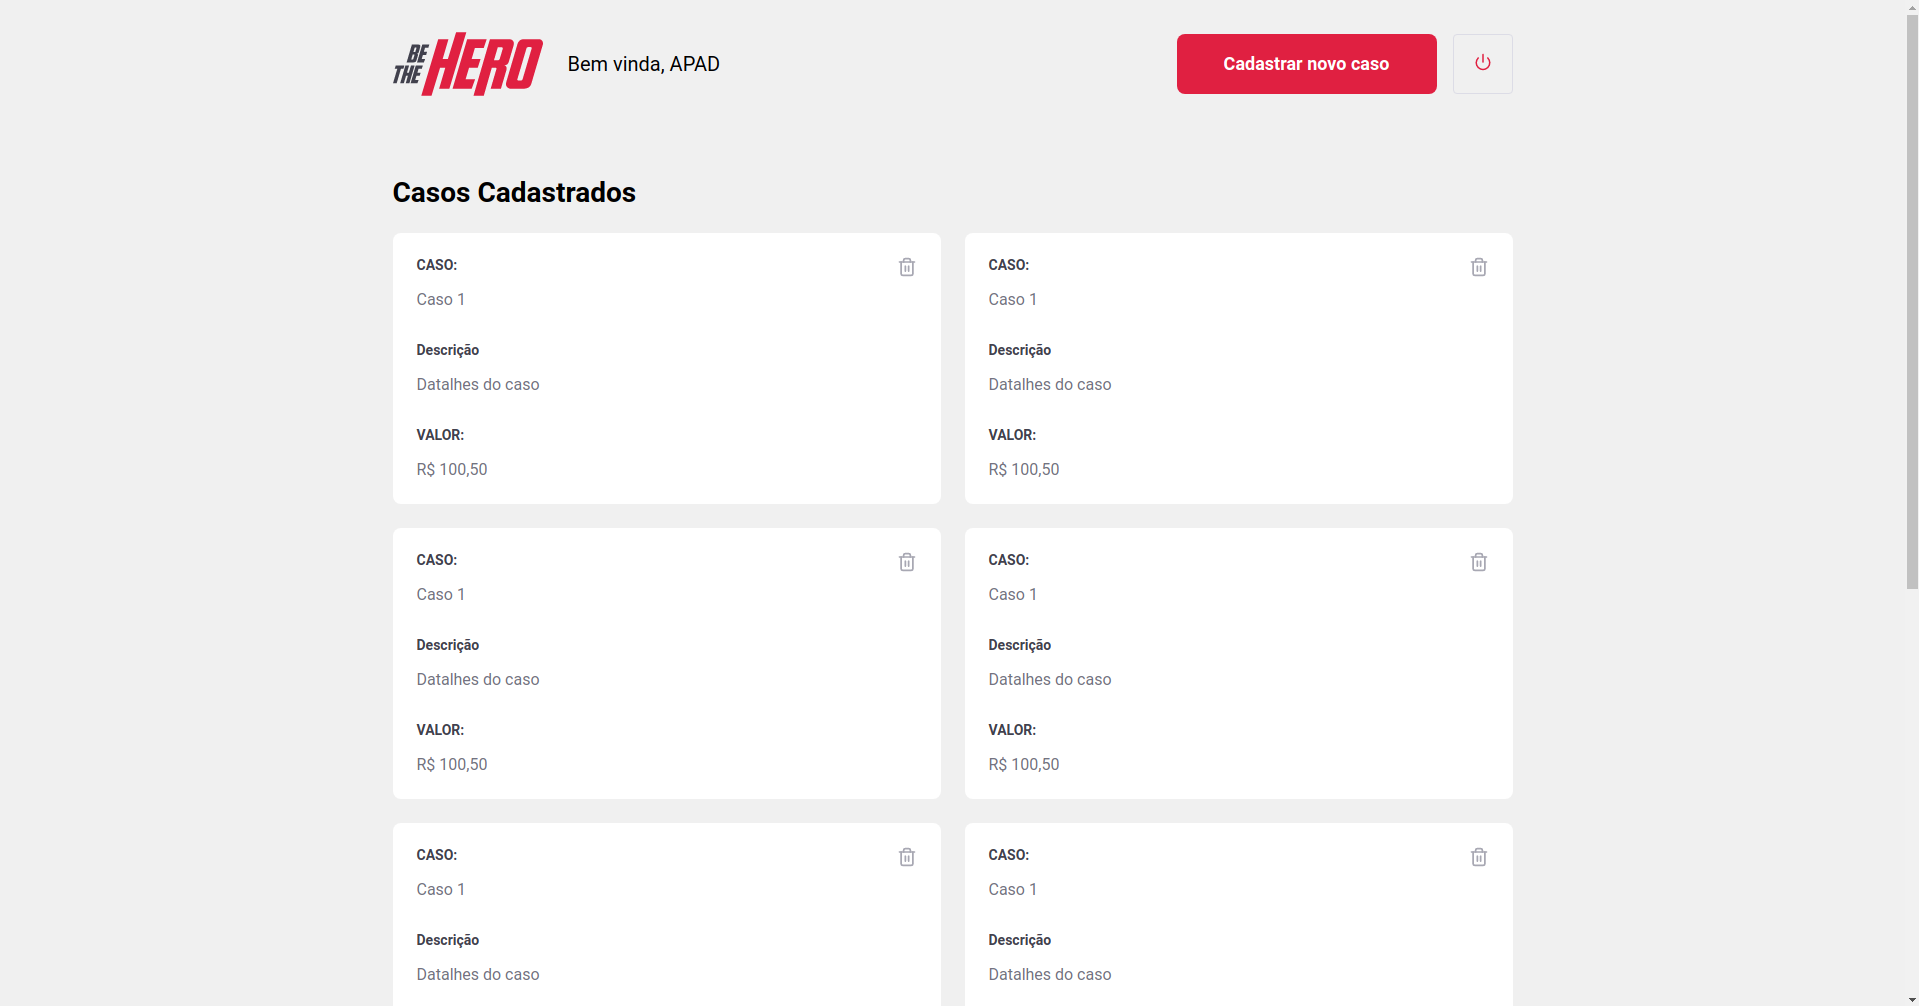 BE
THE HERO
Bem vinda, APAD
Cadastrar novo caso
Casos Cadastrados
CASO:
Caso 1
Descrição
Datalhes do caso
VALOR:
R$ 100,50
CASO:
Caso 1
Descrição
Datalhes do caso
VALOR:
R$ 100,50
CASO:
Caso 1
Descrição
Datalhes do caso
VALOR:
R$ 100,50
CASO:
Caso 1
Descrição
Datalhes do caso
VALOR:
R$ 100,50
CASO:
Caso 1
Descrição
Datalhes do caso
CASO:
Caso 1
Descrição
Datalhes do caso